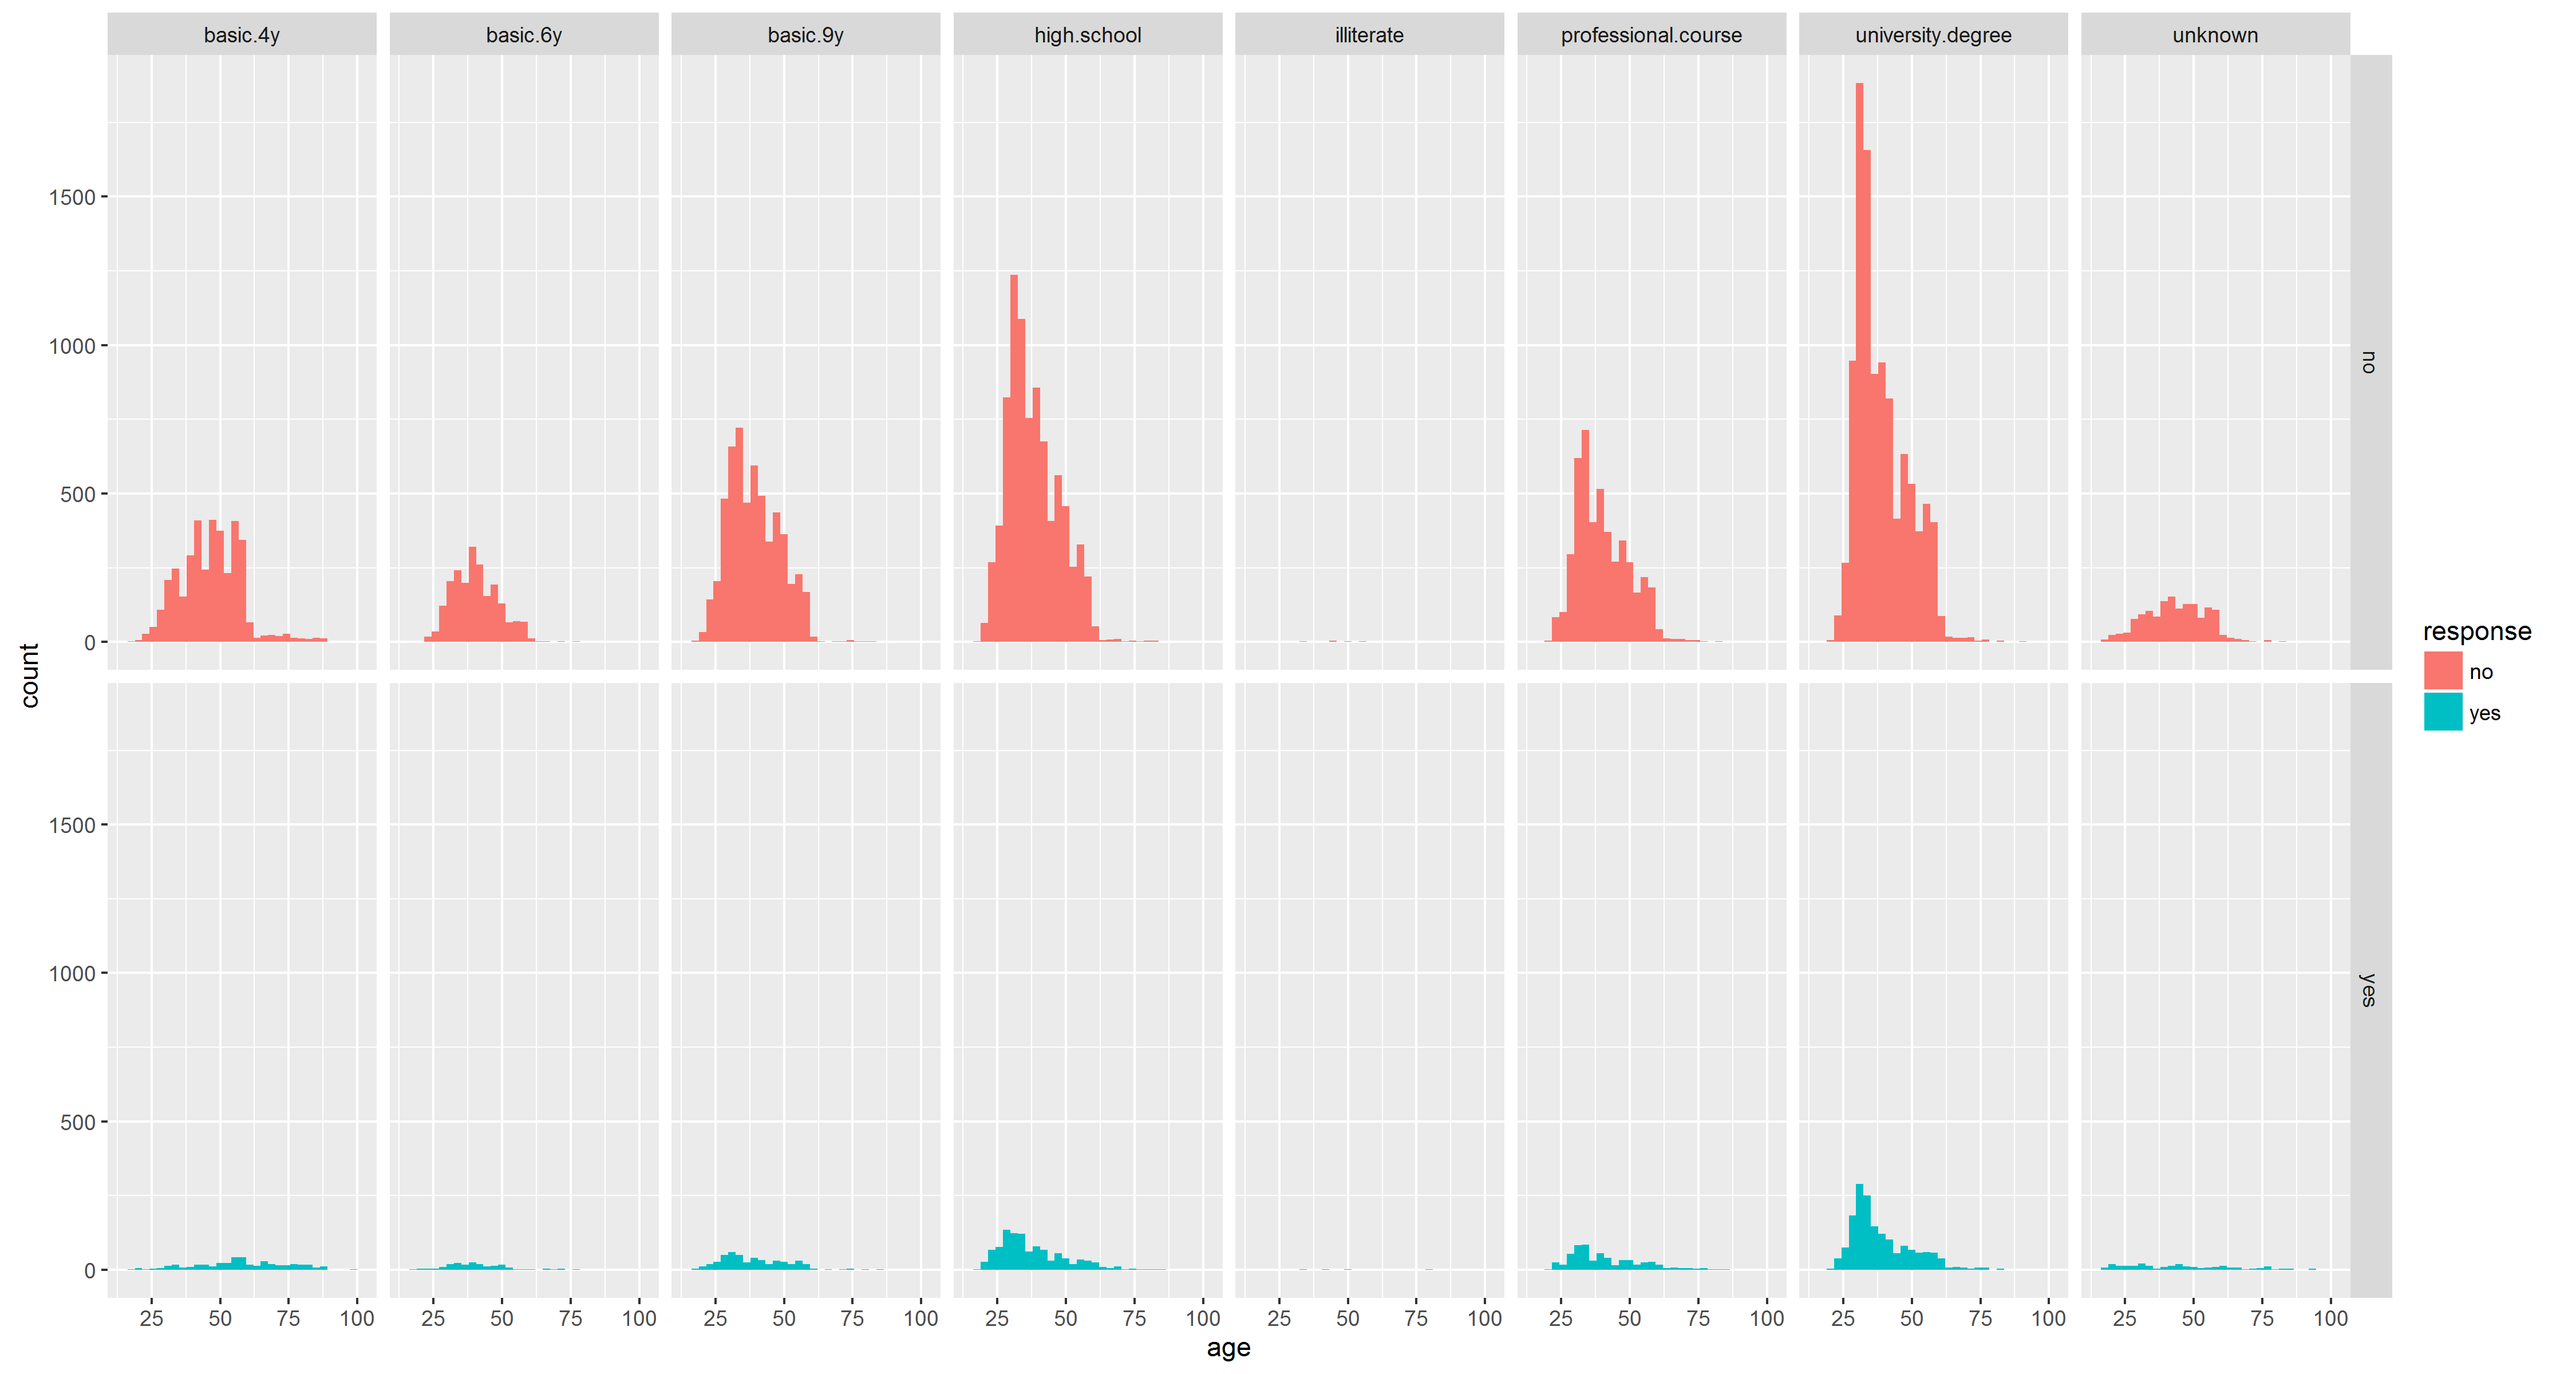 basic.4y basic.6y basic.9y high.school illiterate professional.course university.degree unknown
1500
1000
500
0
no
count
response
no
yes
1500
1000
500
0
yes
25 50 75 100 25 50 75 100 25 50 75 100 25 50 75 100 25 50 75 100 25 50 75 100 25 50 75 100 25 50 75 100
age